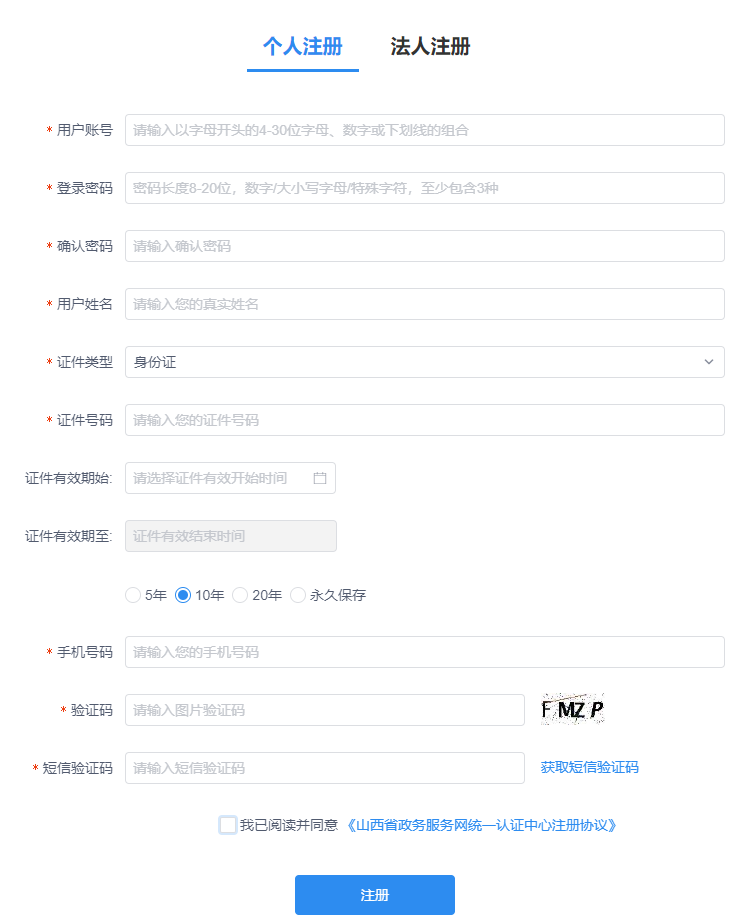 个人注册 法人注册
* 用户账号 请输入以字母开头的4-30位字母、数字或下划线的组合
* 登录密码 密码长度8-20位，数字/大小写字母/特殊字符，至少包含3种
* 确认密码 请输入确认密码
* 用户姓名 请输入您的真实姓名
* 证件类型 身份证
* 证件号码 请输入您的证件号码
证件有效期始: 请选择证件有效开始时间
证件有效期至: 证件有效结束时间
5年 10年 20年 永久保存
* 手机号码 请输入您的手机号码
* 验证码 请输入图片验证码 FMZP
* 短信验证码 请输入短信验证码 获取短信验证码
我已阅读并同意《山西省政务服务网统一认证中心注册协议》
注册